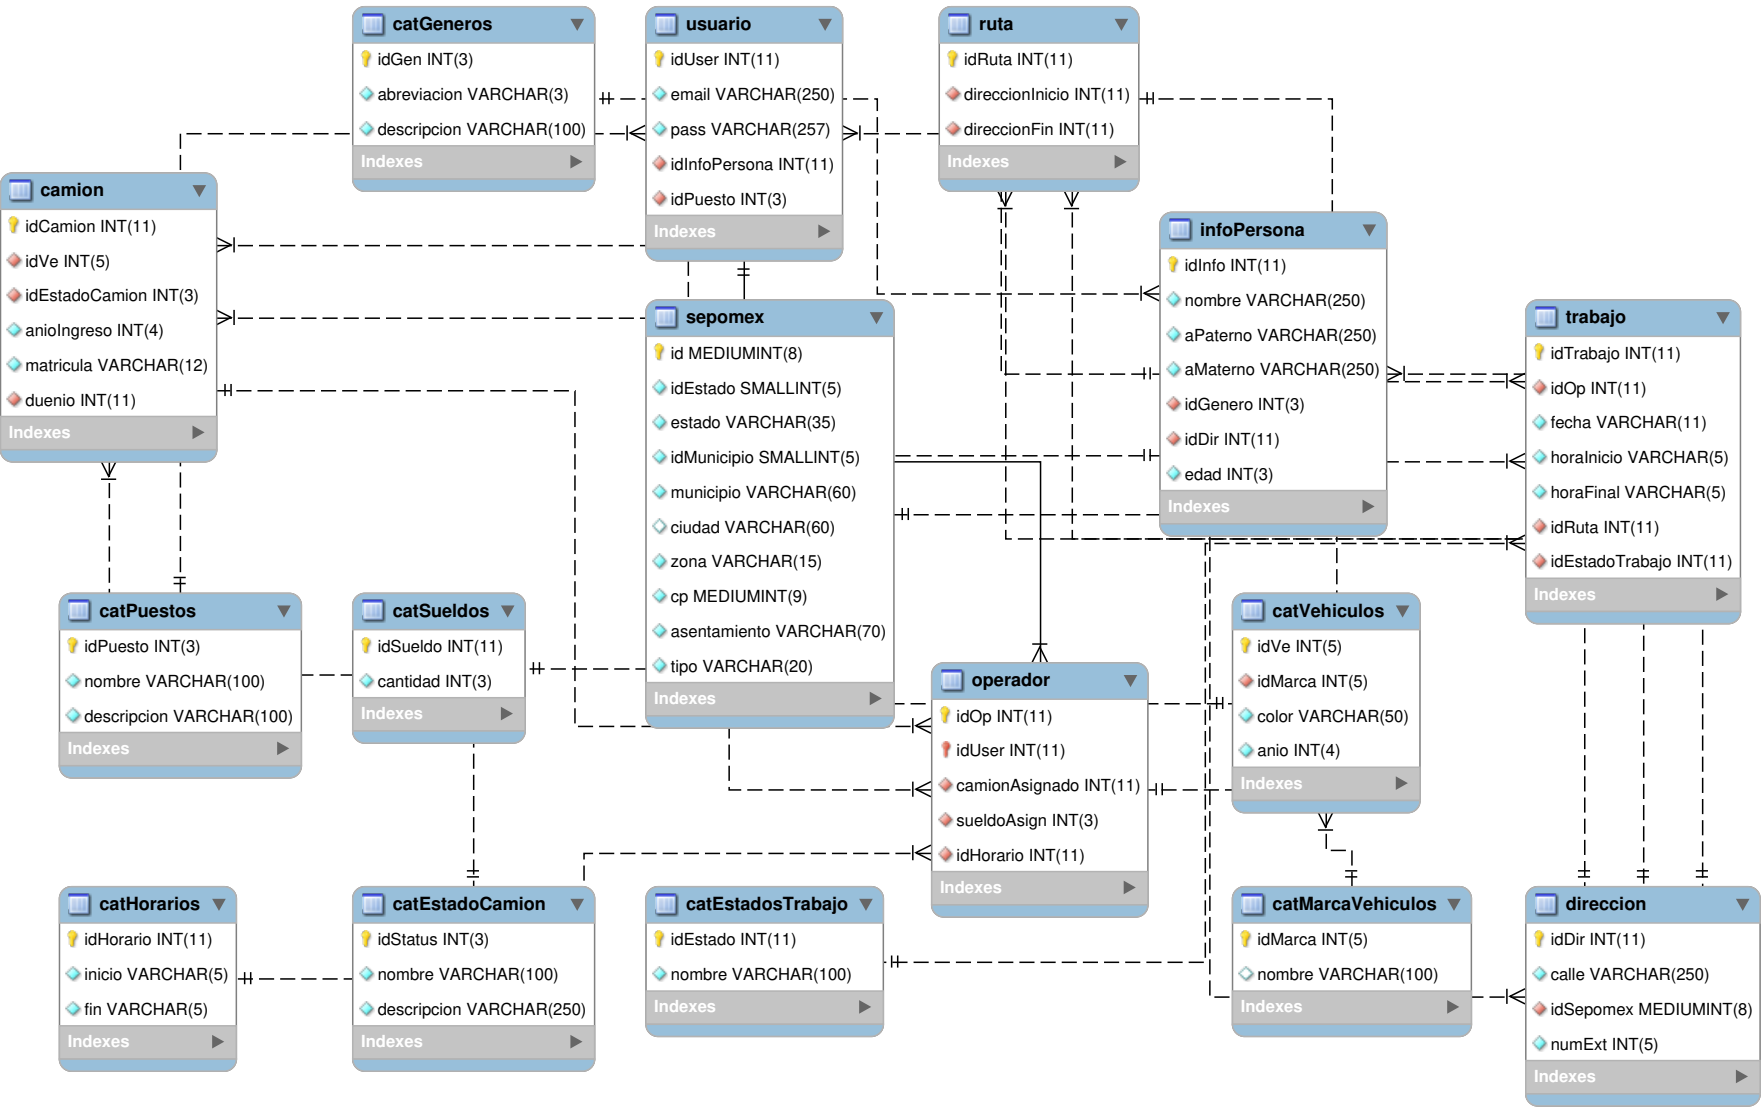 catGeneros
idGen INT(3)
abreviacion VARCHAR(3)
descripcion VARCHAR(100)
Indexes
usuario
idUser INT(11)
email VARCHAR(250)
pass VARCHAR(257)
idInfoPersona INT(11)
idPuesto INT(3)
Indexes
ruta
idRuta INT(11)
direccionInicio INT(11)
direccionFin INT(11)
Indexes
camion
idCamion INT(11)
idVe INT(5)
idEstadoCamion INT(3)
anioIngreso INT(4)
matricula VARCHAR(12)
duenio INT(11)
Indexes
infoPersona
idInfo INT(11)
nombre VARCHAR(250)
aPaterno VARCHAR(250)
aMaterno VARCHAR(250)
idGenero INT(3)
idDir INT(11)
edad INT(3)
Indexes
sepomex
id MEDIUMINT(8)
idEstado SMALLINT(5)
estado VARCHAR(35)
idMunicipio SMALLINT(5)
municipio VARCHAR(60)
ciudad VARCHAR(60)
zona VARCHAR(15)
cp MEDIUMINT(9)
asentamiento VARCHAR(70)
tipo VARCHAR(20)
Indexes
trabajo
idTrabajo INT(11)
idOp INT(11)
fecha VARCHAR(11)
horaInicio VARCHAR(5)
horaFinal VARCHAR(5)
idRuta INT(11)
idEstadoTrabajo INT(11)
Indexes
catPuestos
idPuesto INT(3)
nombre VARCHAR(100)
descripcion VARCHAR(100)
Indexes
catSueldos
idSueldo INT(11)
cantidad INT(3)
Indexes
operador
idOp INT(11)
idUser INT(11)
camionAsignado INT(11)
sueldoAsign INT(3)
idHorario INT(11)
Indexes
catVehiculos
idVe INT(5)
idMarca INT(5)
color VARCHAR(50)
anio INT(4)
Indexes
catHorarios
idHorario INT(11)
inicio VARCHAR(5)
fin VARCHAR(5)
Indexes
catEstadoCamion
idStatus INT(3)
nombre VARCHAR(100)
descripcion VARCHAR(250)
Indexes
catEstadosTrabajo
idEstado INT(11)
nombre VARCHAR(100)
Indexes
catMarcaVehiculos
idMarca INT(5)
nombre VARCHAR(100)
Indexes
direccion
idDir INT(11)
calle VARCHAR(250)
idSepomex MEDIUMINT(8)
numExt INT(5)
Indexes